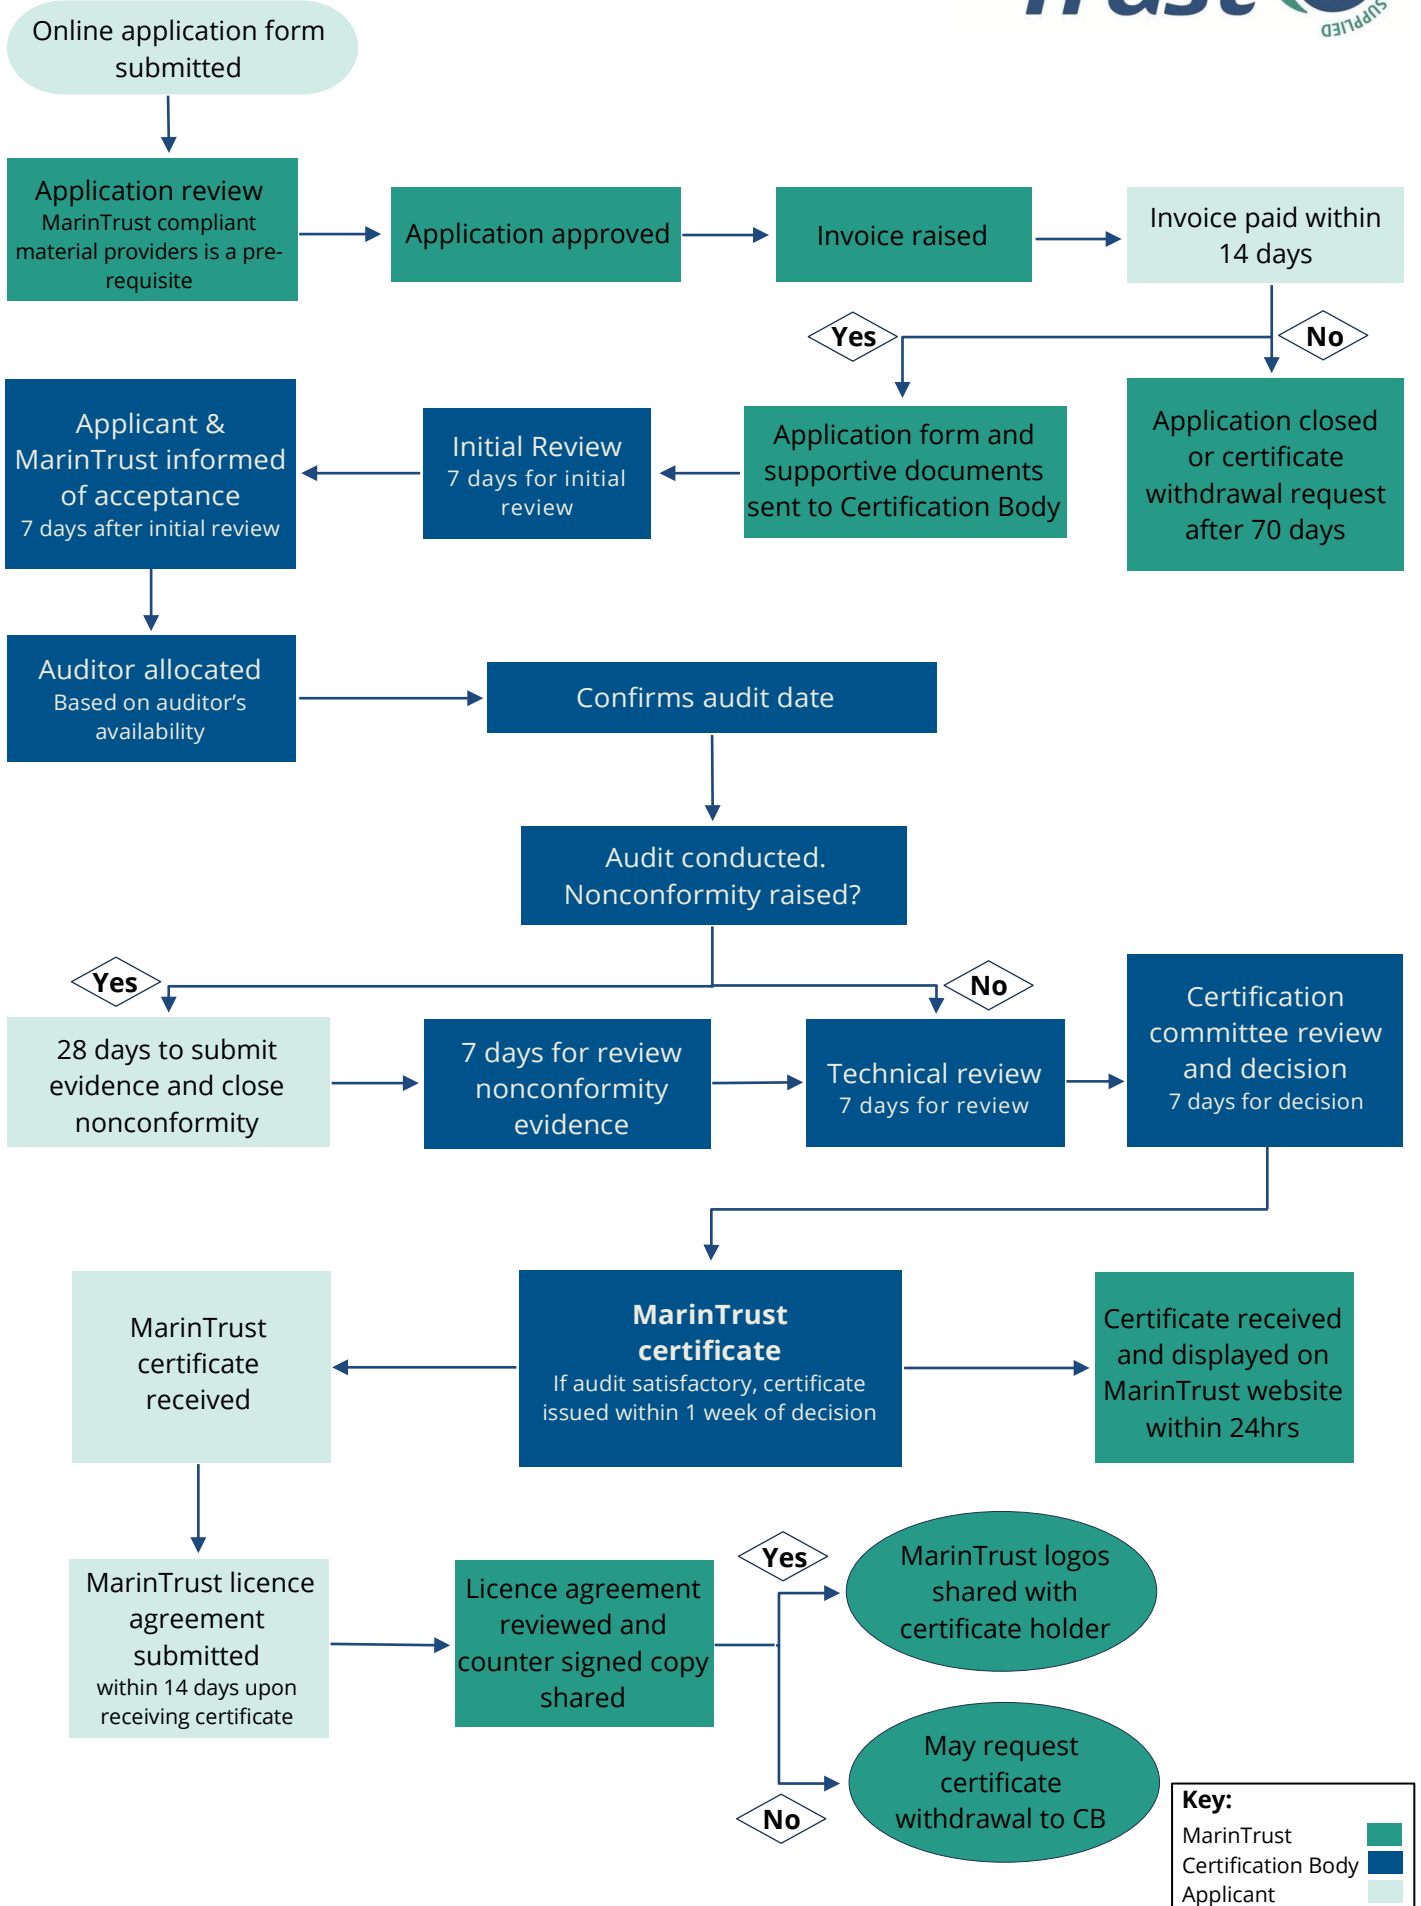 Trust
SUPPLIED
Online application form
submitted
Application review
MarinTrust compliant
material providers is a pre-
requisite
Application approved
Invoice raised
Invoice paid within
14 days
Yes
No
Applicant &
MarinTrust informed
of acceptance
7 days after initial review
Initial Review
7 days for initial
review
Application form and
supportive documents
sent to Certification Body
Application closed
or certificate
withdrawal request
after 70 days
Auditor allocated
Based on auditor's
availability
Confirms audit date
Audit conducted.
Nonconformity raised?
Yes
No
28 days to submit
evidence and close
nonconformity
7 days for review
nonconformity
evidence
Technical review
7 days for review
Certification
committee review
and decision
7 days for decision
MarinTrust
certificate
received
MarinTrust
certificate
If audit satisfactory, certificate
issued within 1 week of decision
Certificate received
and displayed on
MarinTrust website
within 24hrs
MarinTrust licence
agreement
submitted
within 14 days upon
receiving certificate
Licence agreement
reviewed and
counter signed copy
shared
Yes
MarinTrust logos
shared with
certificate holder
No
May request
certificate
withdrawal to CB
Key:
MarinTrust
Certification Body
Applicant